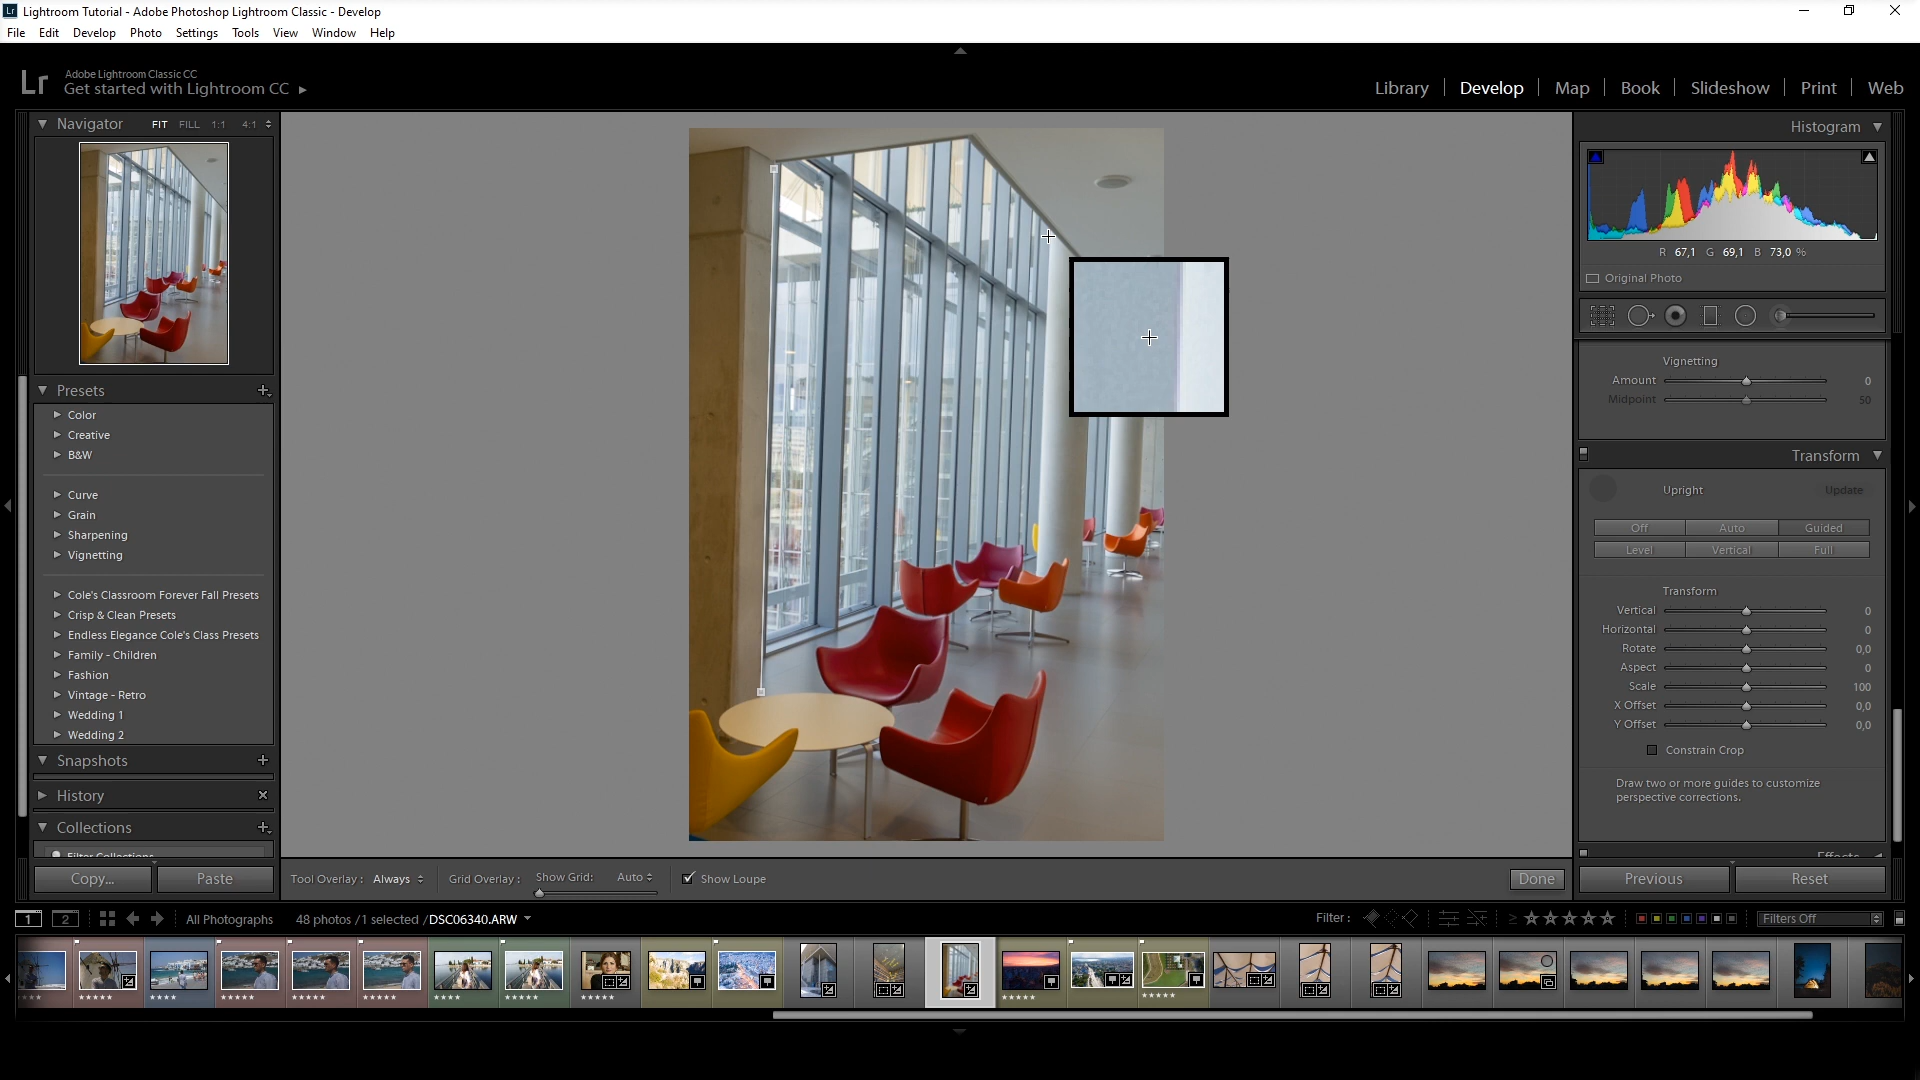 Lr Lightroom Tutorial - Adobe Photoshop Lightroom Classic - Develop
File Edit Develop Photo Settings Tools View Window Help
Lr Adobe Lightroom Classic CC
Get started with Lightroom CC
Library Develop Map Book Slideshow Print Web
Navigator FIT FILL 1:1 4:1
Presets
Color
Creative
B&W
Curve
Grain
Sharpening
Vignetting
Cole's Classroom Forever Fall Presets
Crisp & Clean Presets
Endless Elegance Cole's Class Presets
Family - Children
Fashion
Vintage - Retro
Wedding 1
Wedding 2
Snapshots
History
Collections
Filter Collections
Copy... Paste
Tool Overlay : Always Grid Overlay : Show Grid: Auto Show Loupe Done
Histogram
R 67,1 G 69,1 B 73,0 %
Original Photo
Vignetting
Amount 0
Midpoint 50
Transform
Upright Update
Off Auto Guided
Level Vertical Full
Transform
Vertical 0
Horizontal 0
Rotate 0,0
Aspect 0
Scale 100
X Offset 0,0
Y Offset 0,0
Constrain Crop
Draw two or more guides to customize
perspective corrections.
Effects
Previous Reset
1 2 All Photographs 48 photos /1 selected /DSC06340.ARW Filter : ≥ Filters Off